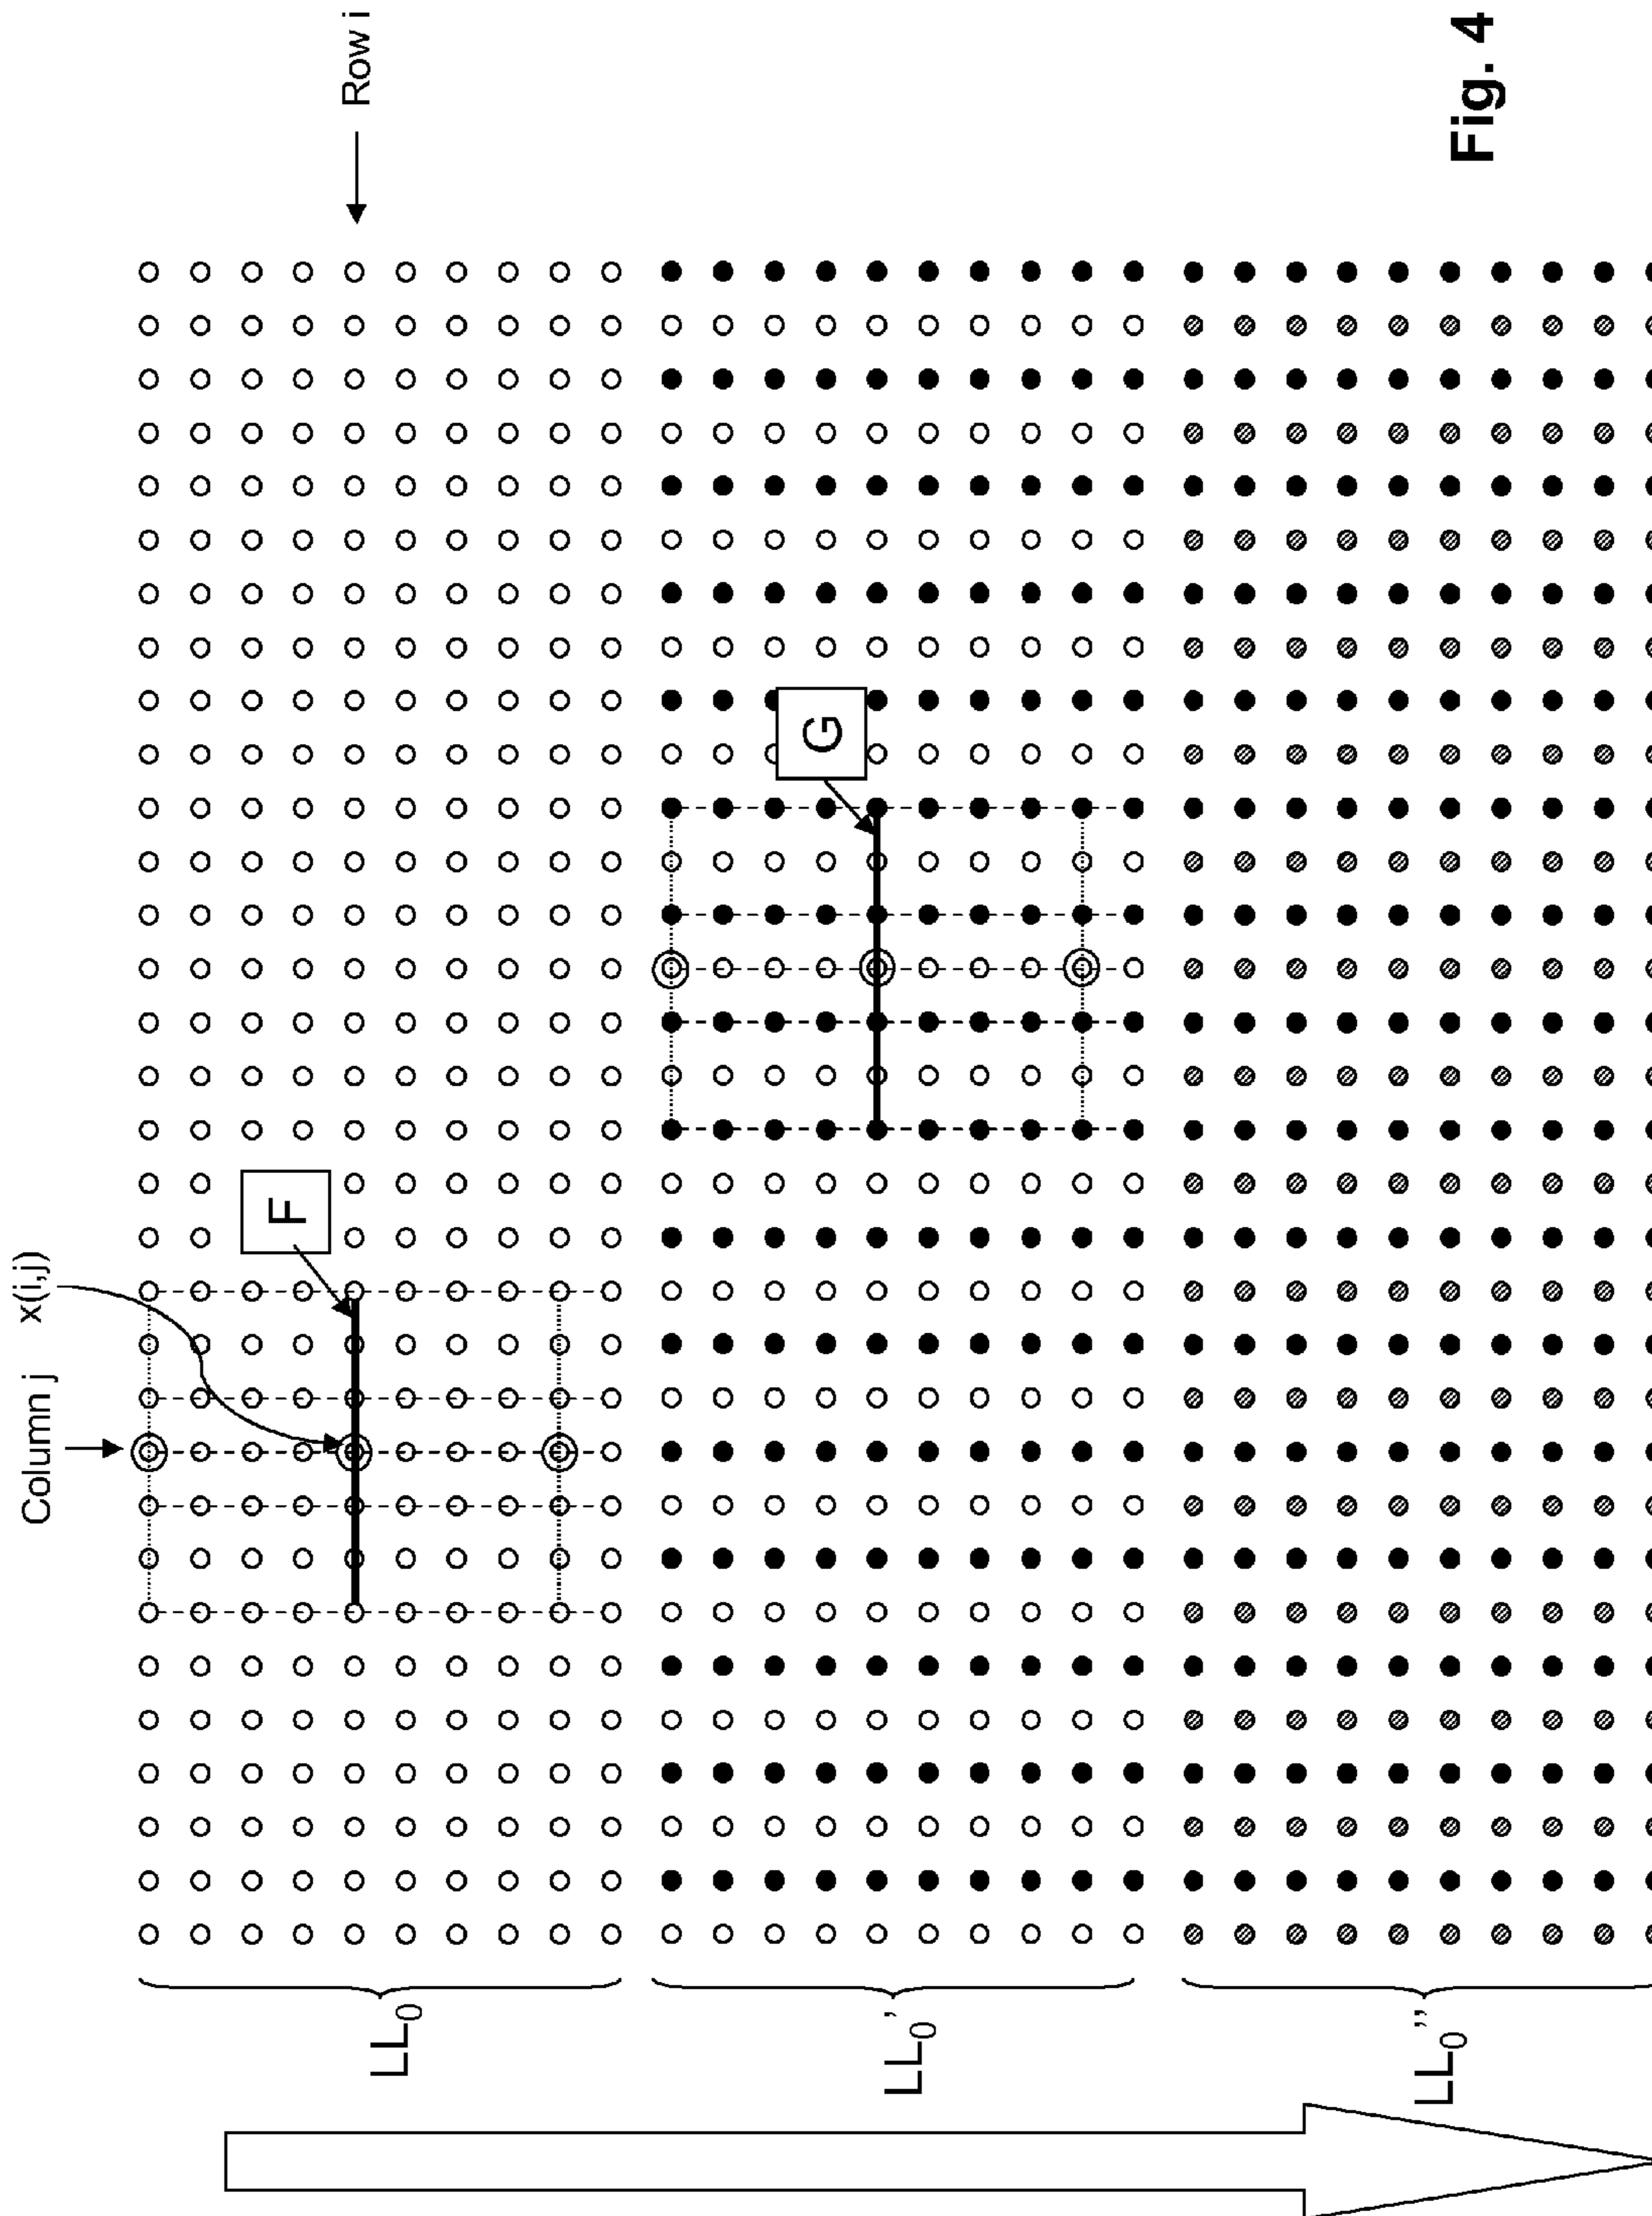 Column j
x(i,j)
Row i
F
G
LL₀
LL₀'
LL₀''
Fig. 4